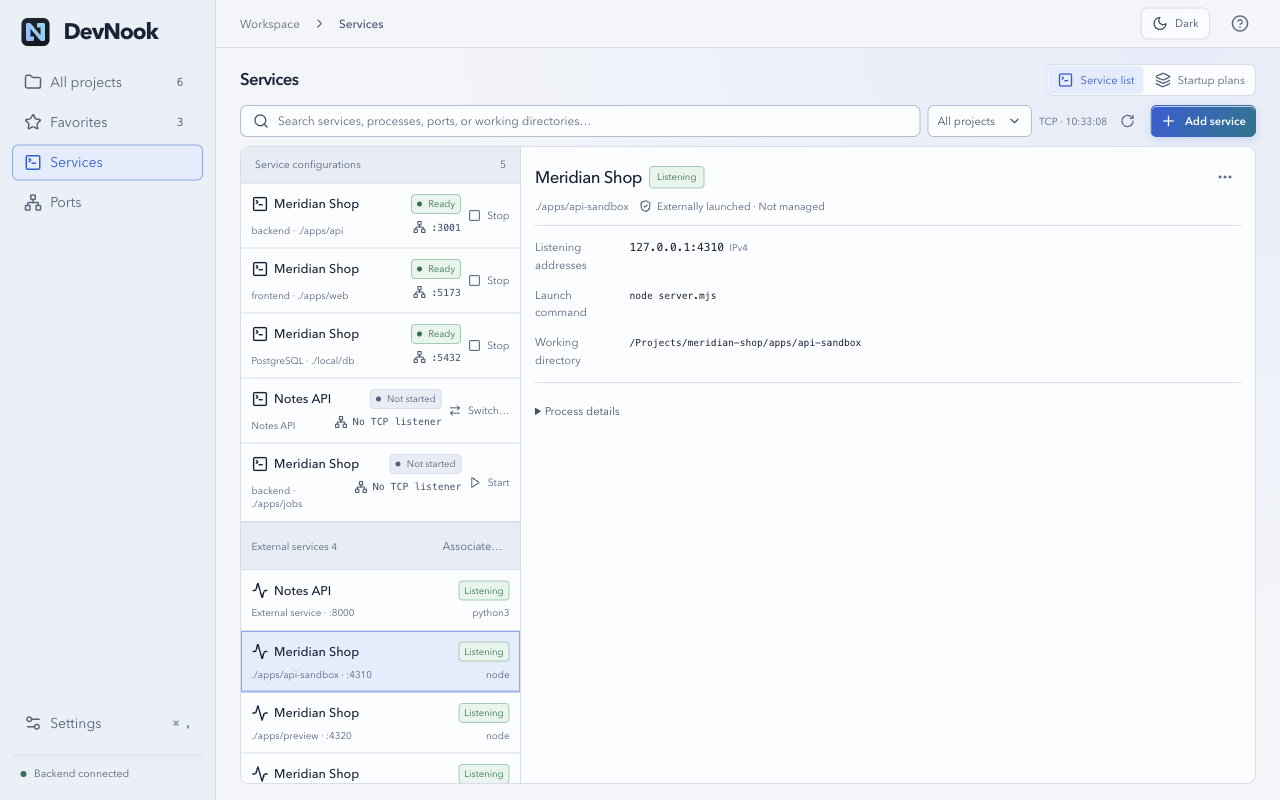 DevNook
All projects 6
Favorites 3
Services
Ports
Settings ⌘ ,
Backend connected
Workspace > Services
Dark
Services
Service list
Startup plans
Search services, processes, ports, or working directories…
All projects
TCP · 10:33:08
Add service
Service configurations 5
Meridian Shop Ready
backend · ./apps/api :3001 Stop
Meridian Shop Ready
frontend · ./apps/web :5173 Stop
Meridian Shop Ready
PostgreSQL · ./local/db :5432 Stop
Notes API Not started
Notes API No TCP listener Switch…
Meridian Shop Not started
backend · No TCP listener Start
./apps/jobs
External services 4 Associate…
Notes API Listening
External service · :8000 python3
Meridian Shop Listening
./apps/api-sandbox · :4310 node
Meridian Shop Listening
./apps/preview · :4320 node
Meridian Shop Listening
Meridian Shop Listening
./apps/api-sandbox Externally launched · Not managed
Listening addresses 127.0.0.1:4310 IPv4
Launch command node server.mjs
Working directory /Projects/meridian-shop/apps/api-sandbox
Process details